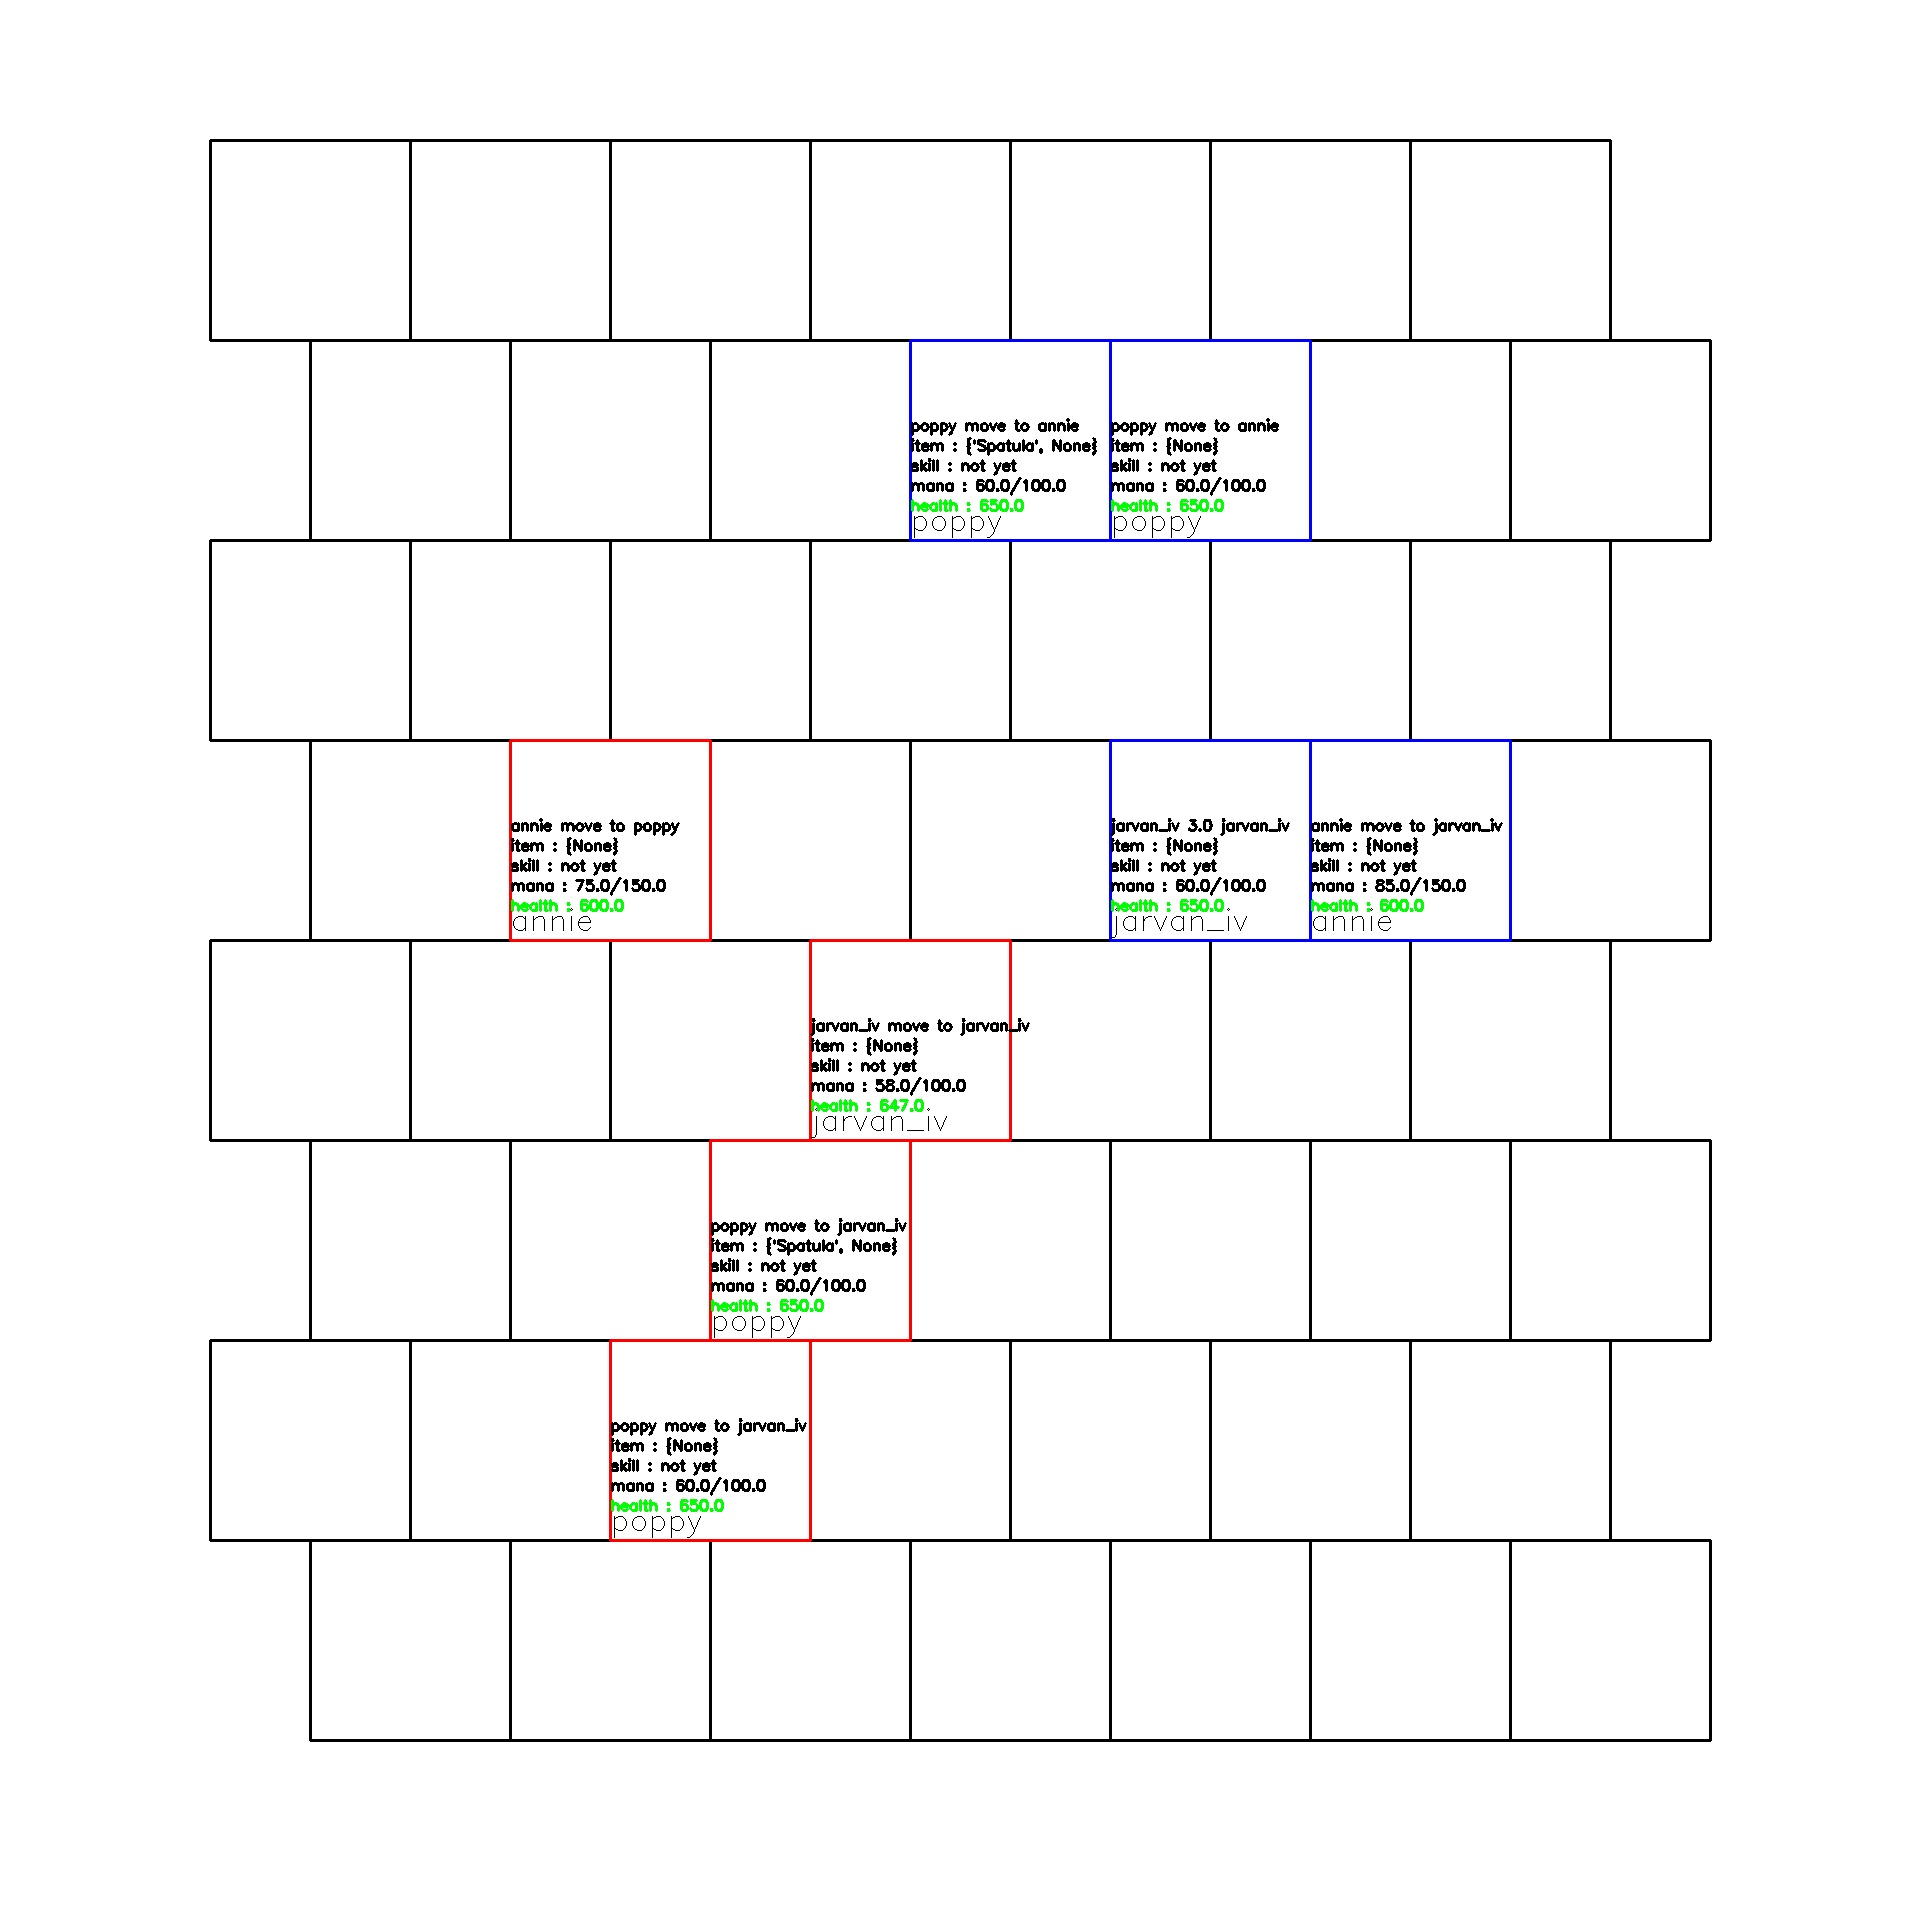 poppy move to annie
item : {'Spatula', None}
skill : not yet
mana : 60.0/100.0
health : 650.0
poppy
poppy move to annie
item : {None}
skill : not yet
mana : 60.0/100.0
health : 650.0
poppy
annie move to poppy
item : {None}
skill : not yet
mana : 75.0/150.0
health : 600.0
annie
jarvan_iv 3.0 jarvan_iv
item : {None}
skill : not yet
mana : 60.0/100.0
health : 650.0
jarvan_iv
annie move to jarvan_iv
item : {None}
skill : not yet
mana : 85.0/150.0
health : 600.0
annie
jarvan_iv move to jarvan_iv
item : {None}
skill : not yet
mana : 58.0/100.0
health : 647.0
jarvan_iv
poppy move to jarvan_iv
item : {'Spatula', None}
skill : not yet
mana : 60.0/100.0
health : 650.0
poppy
poppy move to jarvan_iv
item : {None}
skill : not yet
mana : 60.0/100.0
health : 650.0
poppy